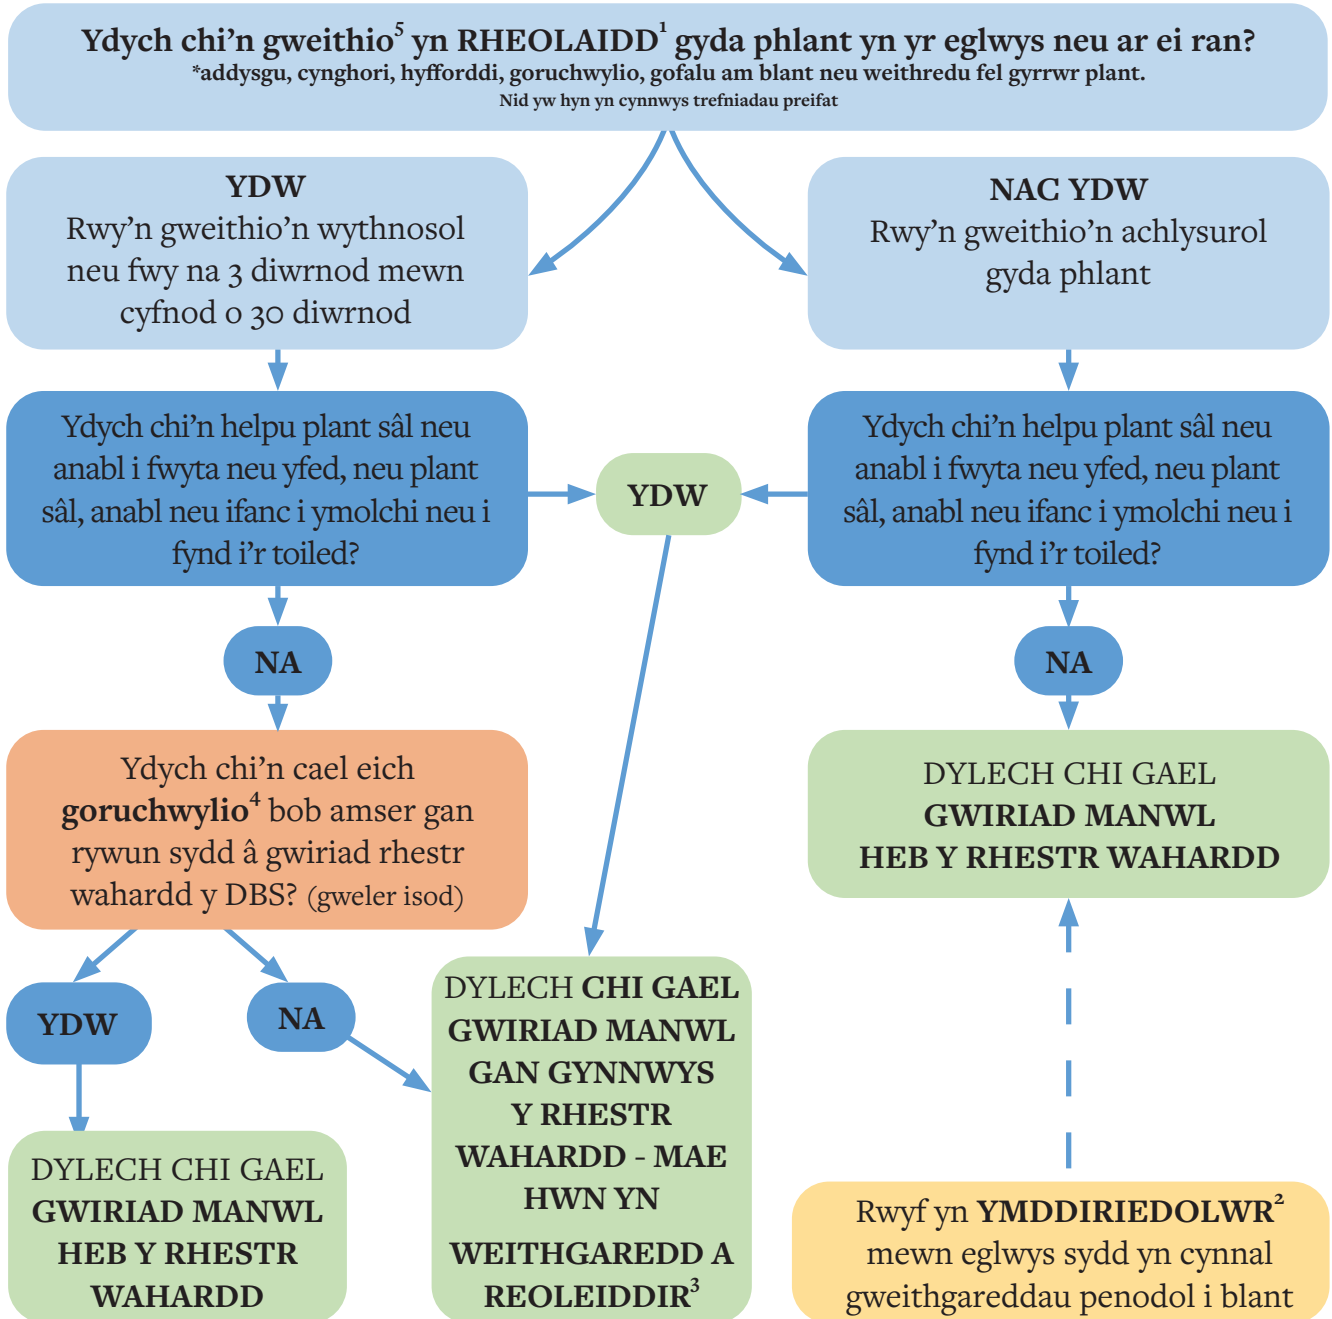 Ydych chi'n gweithio⁵ yn RHEOLAIDD¹ gyda phlant yn yr eglwys neu ar ei ran?
*addysgu, cynghori, hyfforddi, goruchwylio, gofalu am blant neu weithredu fel gyrrwr plant.
Nid yw hyn yn cynnwys trefniadau preifat
YDW
Rwy'n gweithio'n wythnosol
neu fwy na 3 diwrnod mewn
cyfnod o 30 diwrnod
NAC YDW
Rwy'n gweithio'n achlysurol
gyda phlant
Ydych chi'n helpu plant sâl neu
anabl i fwyta neu yfed, neu plant
sâl, anabl neu ifanc i ymolchi neu i
fynd i'r toiled?
YDW
Ydych chi'n helpu plant sâl neu
anabl i fwyta neu yfed, neu plant
sâl, anabl neu ifanc i ymolchi neu i
fynd i'r toiled?
NA
NA
Ydych chi'n cael eich
goruchwylio⁴ bob amser gan
rywun sydd â gwiriad rhestr
wahardd y DBS? (gweler isod)
DYLECH CHI GAEL
GWIRIAD MANWL
HEB Y RHESTR WAHARDD
YDW
NA
DYLECH CHI GAEL
GWIRIAD MANWL
GAN GYNNWYS
Y RHESTR
WAHARDD - MAE
HWN YN
WEITHGAREDD A
REOLEIDDIR³
DYLECH CHI GAEL
GWIRIAD MANWL
HEB Y RHESTR
WAHARDD
Rwyf yn YMDDIRIEDOLWR²
mewn eglwys sydd yn cynnal
gweithgareddau penodol i blant